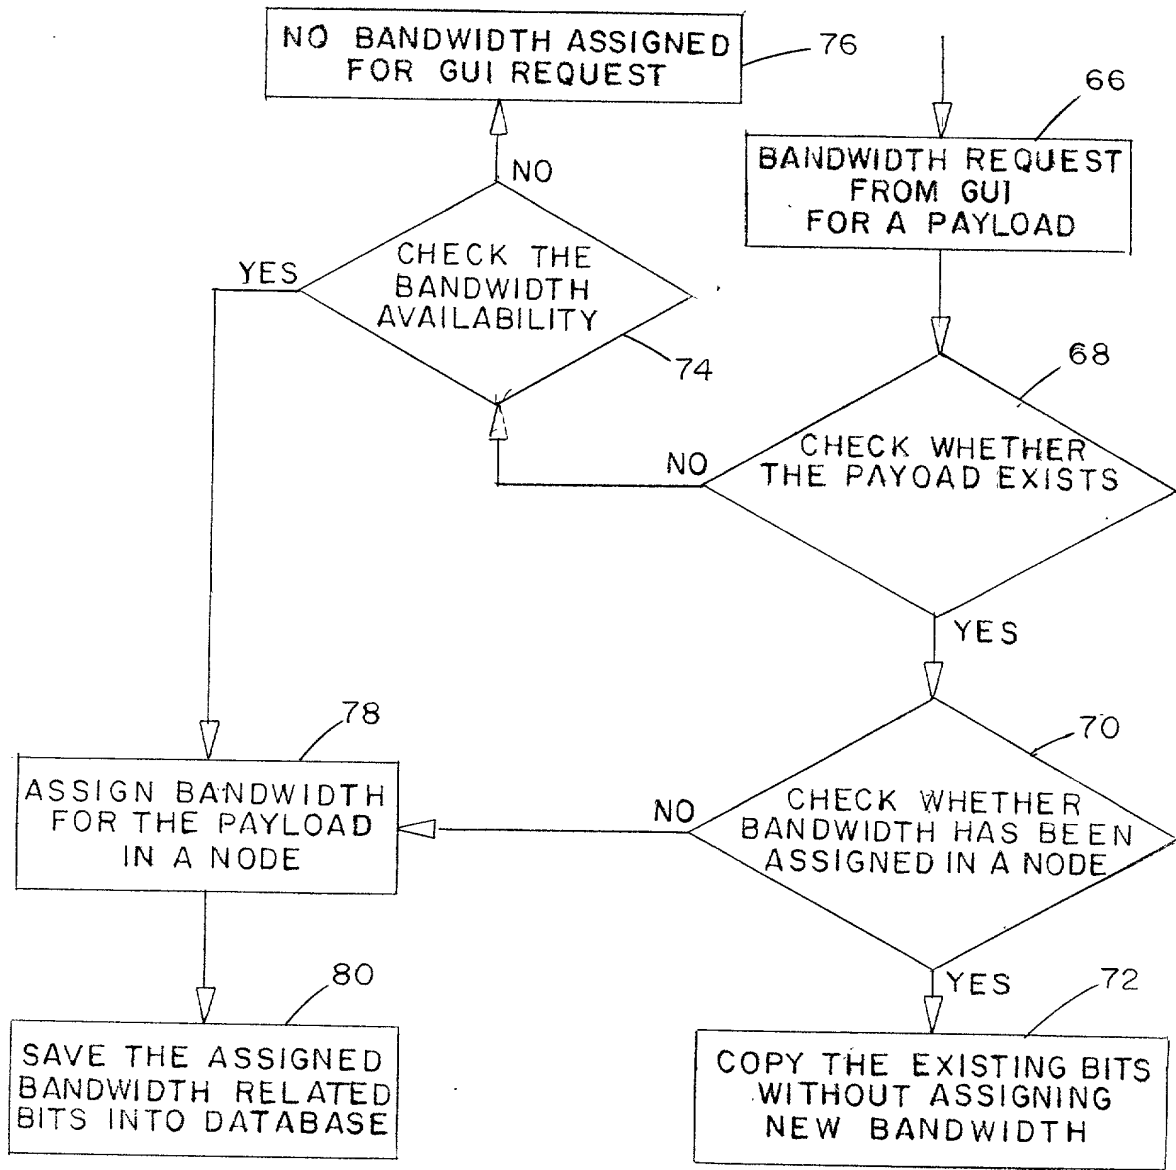 NO BANDWIDTH ASSIGNED
FOR GUI REQUEST
76
66
BANDWIDTH REQUEST
FROM GUI
FOR A PAYLOAD
NO
CHECK THE
BANDWIDTH
AVAILABILITY
YES
74
68
CHECK WHETHER
THE PAYOAD EXISTS
NO
YES
78
ASSIGN BANDWIDTH
FOR THE PAYLOAD
IN A NODE
70
NO
CHECK WHETHER
BANDWIDTH HAS BEEN
ASSIGNED IN A NODE
YES
80
SAVE THE ASSIGNED
BANDWIDTH RELATED
BITS INTO DATABASE
72
COPY THE EXISTING BITS
WITHOUT ASSIGNING
NEW BANDWIDTH